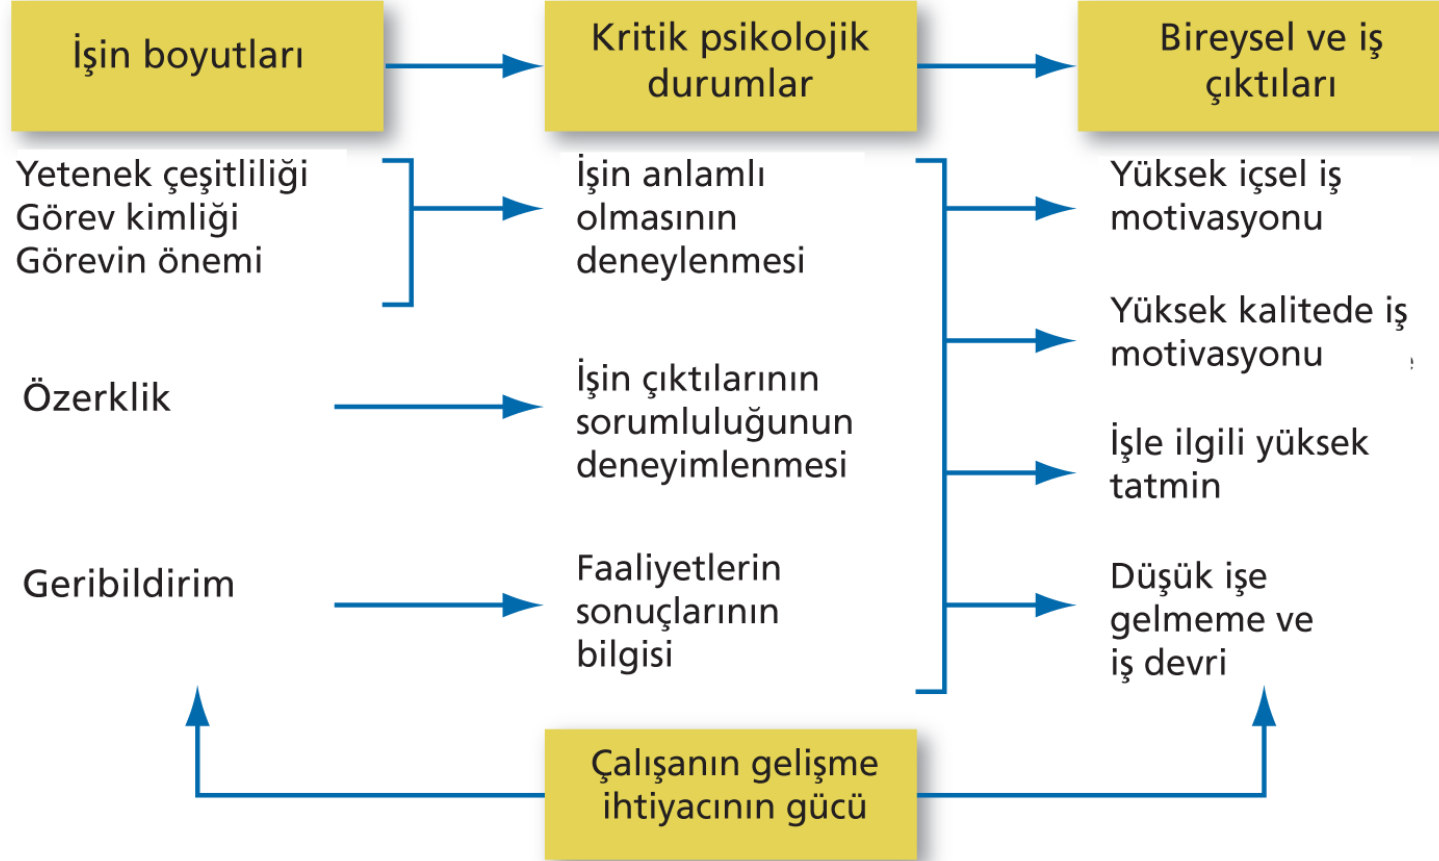 İşin boyutları
Kritik psikolojik
durumlar
Bireysel ve iş
çıktıları
Yetenek çeşitliliği
Görev kimliği
Görevin önemi
İşin anlamlı
olmasının
deneylenmesi
Yüksek içsel iş
motivasyonu
Yüksek kalitede iş
motivasyonu
Özerklik
İşin çıktılarının
sorumluluğunun
deneyimlenmesi
İşle ilgili yüksek
tatmin
Geribildirim
Faaliyetlerin
sonuçlarının
bilgisi
Düşük işe
gelmeme ve
iş devri
Çalışanın gelişme
ihtiyacının gücü